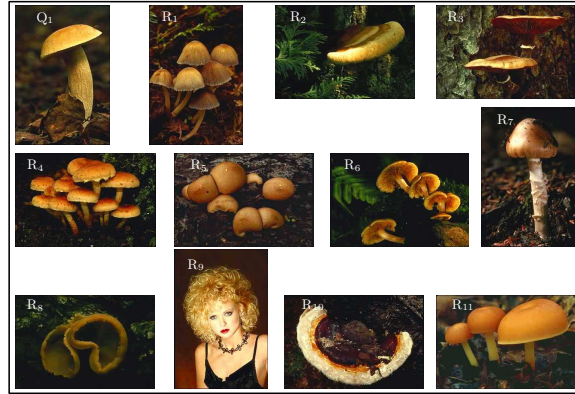 Q₁ R₁ R₂ R₃
R₇
R₄ R₅ R₆
R₉
R₈ R₁₀ R₁₁